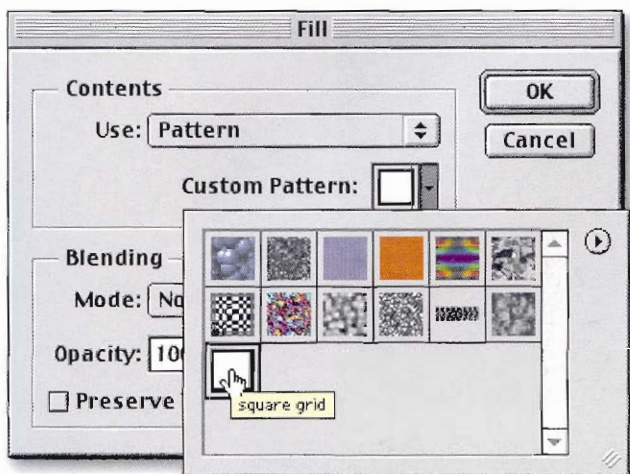 Fill
Contents
Use: Pattern
OK
Cancel
Custom Pattern:
Blending
Mode:
Opacity:
Preserve
square grid